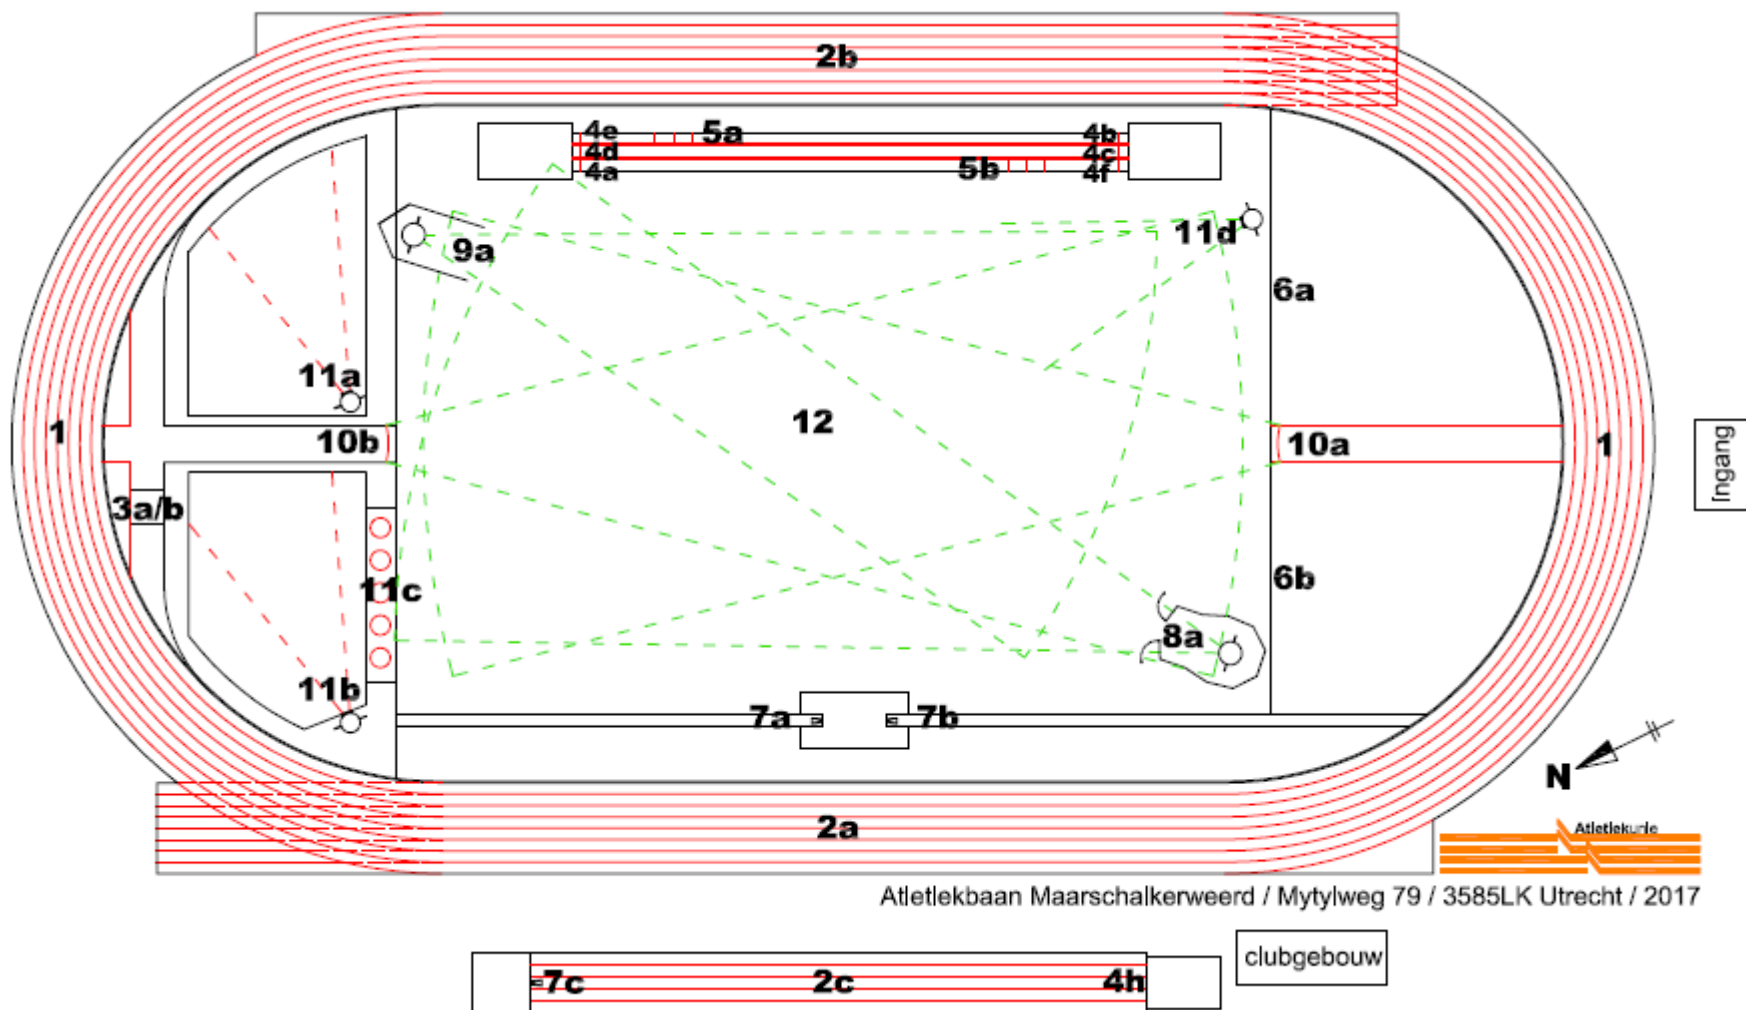 2b
4e 5a 4b
4d 4c
4a 5b 4f
9a 11d
6a
11a
1 10b 12 10a 1
Ingang
3a/b
11c 6b
8a
11b
7a 7b
N
2a
Atletiekunie
Atletiekbaan Maarschalkerweerd / Mytylweg 79 / 3585LK Utrecht / 2017
clubgebouw
7c 2c 4h